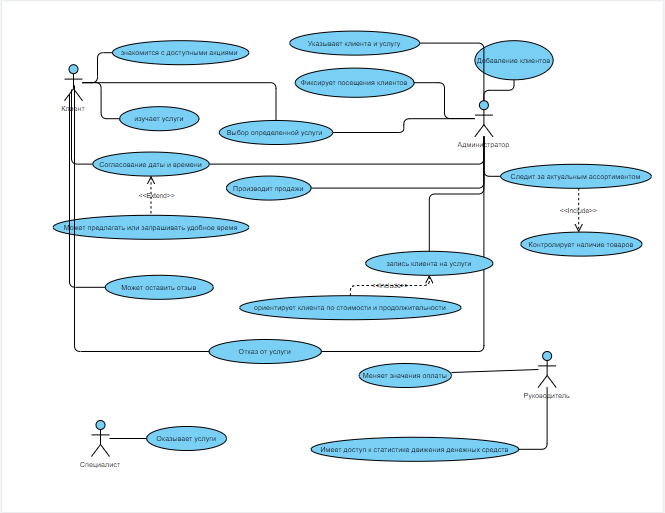 Указывает клиента и услугу
знакомится с доступными акциями
Добавление клиентов
Фиксирует посещения клиентов
Клиент
изучает услуги
Выбор определенной услуги
Администратор
Согласование даты и времени
Следит за актуальным ассортиментом
Производит продажи
<<Extend>>
<<Include>>
Может предлагать или запрашивать удобное время
Контролирует наличие товаров
запись клиента на услуги
<<Include>>
Может оставить отзыв
ориентирует клиента по стоимости и продолжительности
Отказ от услуги
Меняет значения оплаты
Руководитель
Оказывает услуги
Имеет доступ к статистике движения денежных средств
Специалист